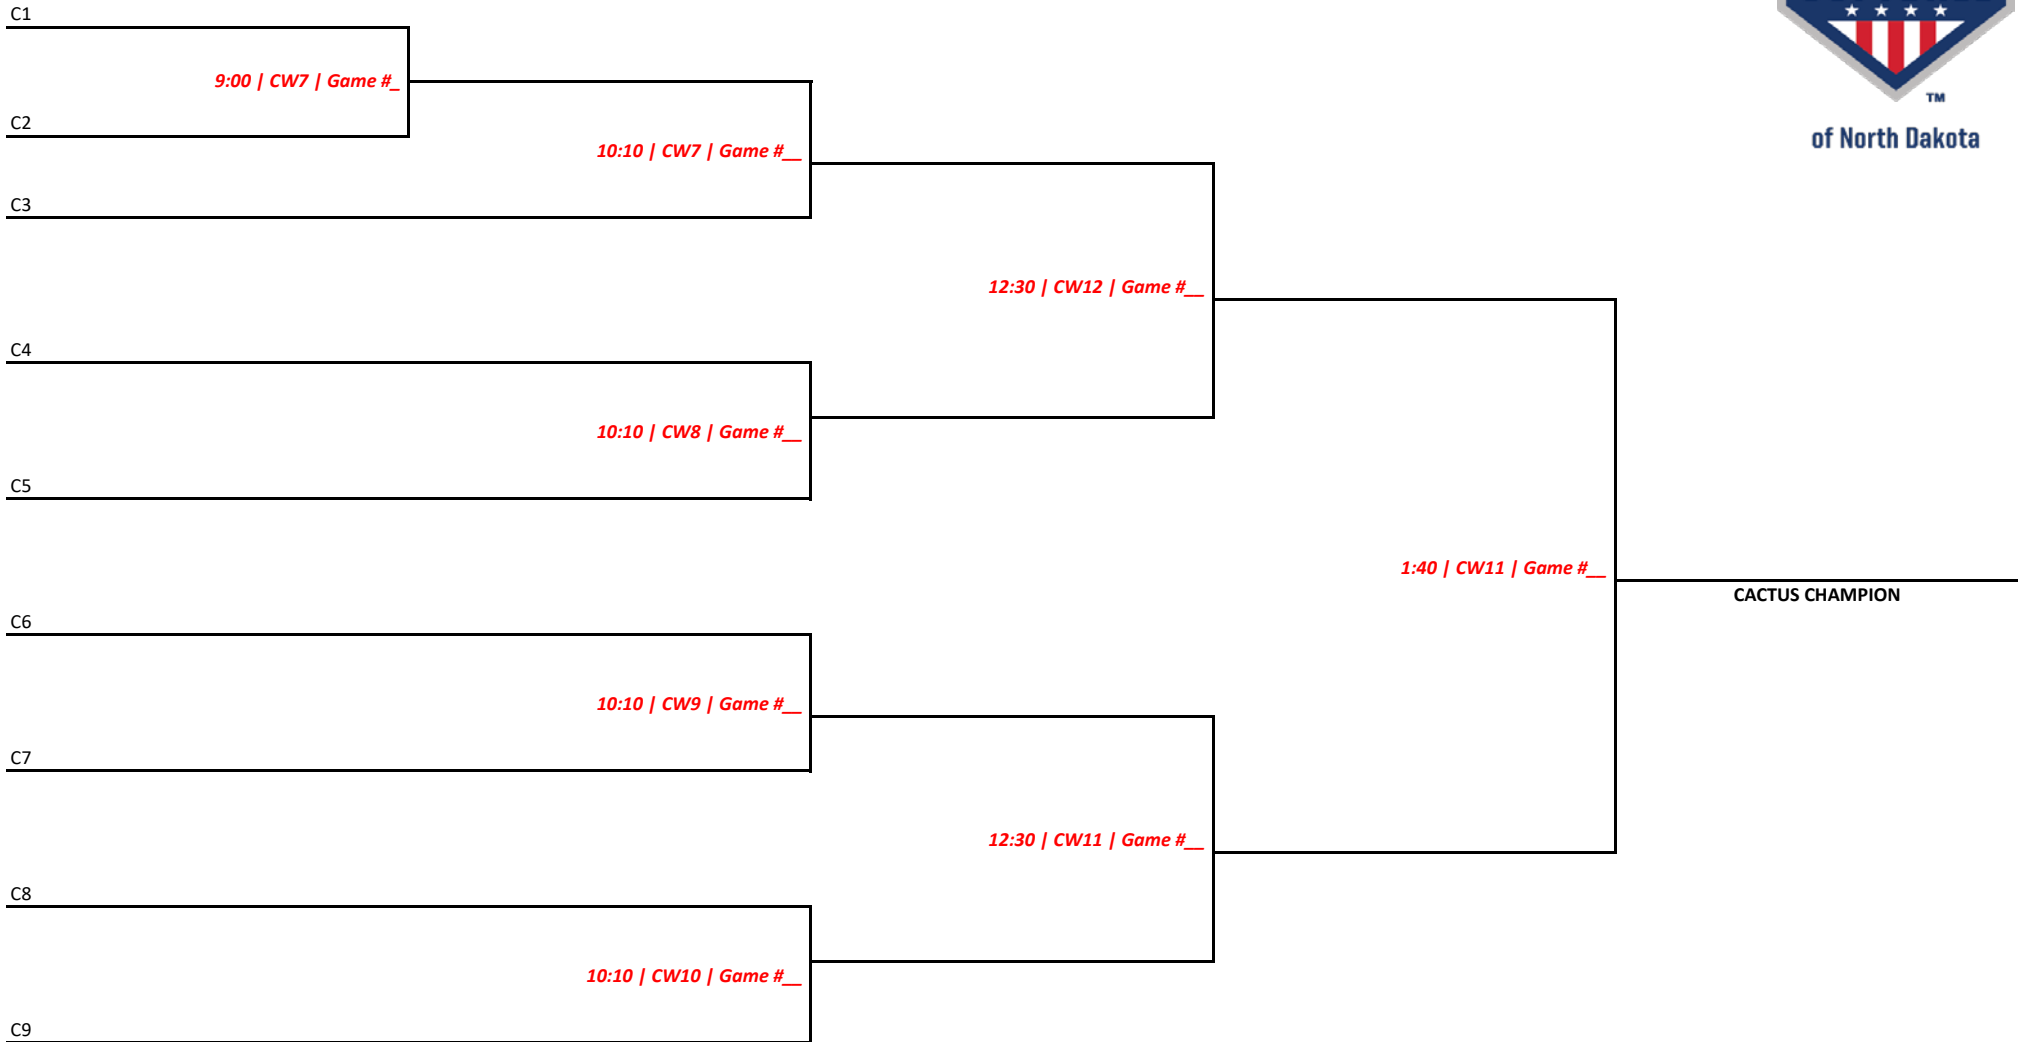 C1
9:00 | CW7 | Game #_
C2
10:10 | CW7 | Game #__
C3
TM
of North Dakota
12:30 | CW12 | Game #__
C4
10:10 | CW8 | Game #__
C5
1:40 | CW11 | Game #__
CACTUS CHAMPION
C6
10:10 | CW9 | Game #__
C7
12:30 | CW11 | Game #__
C8
10:10 | CW10 | Game #__
C9